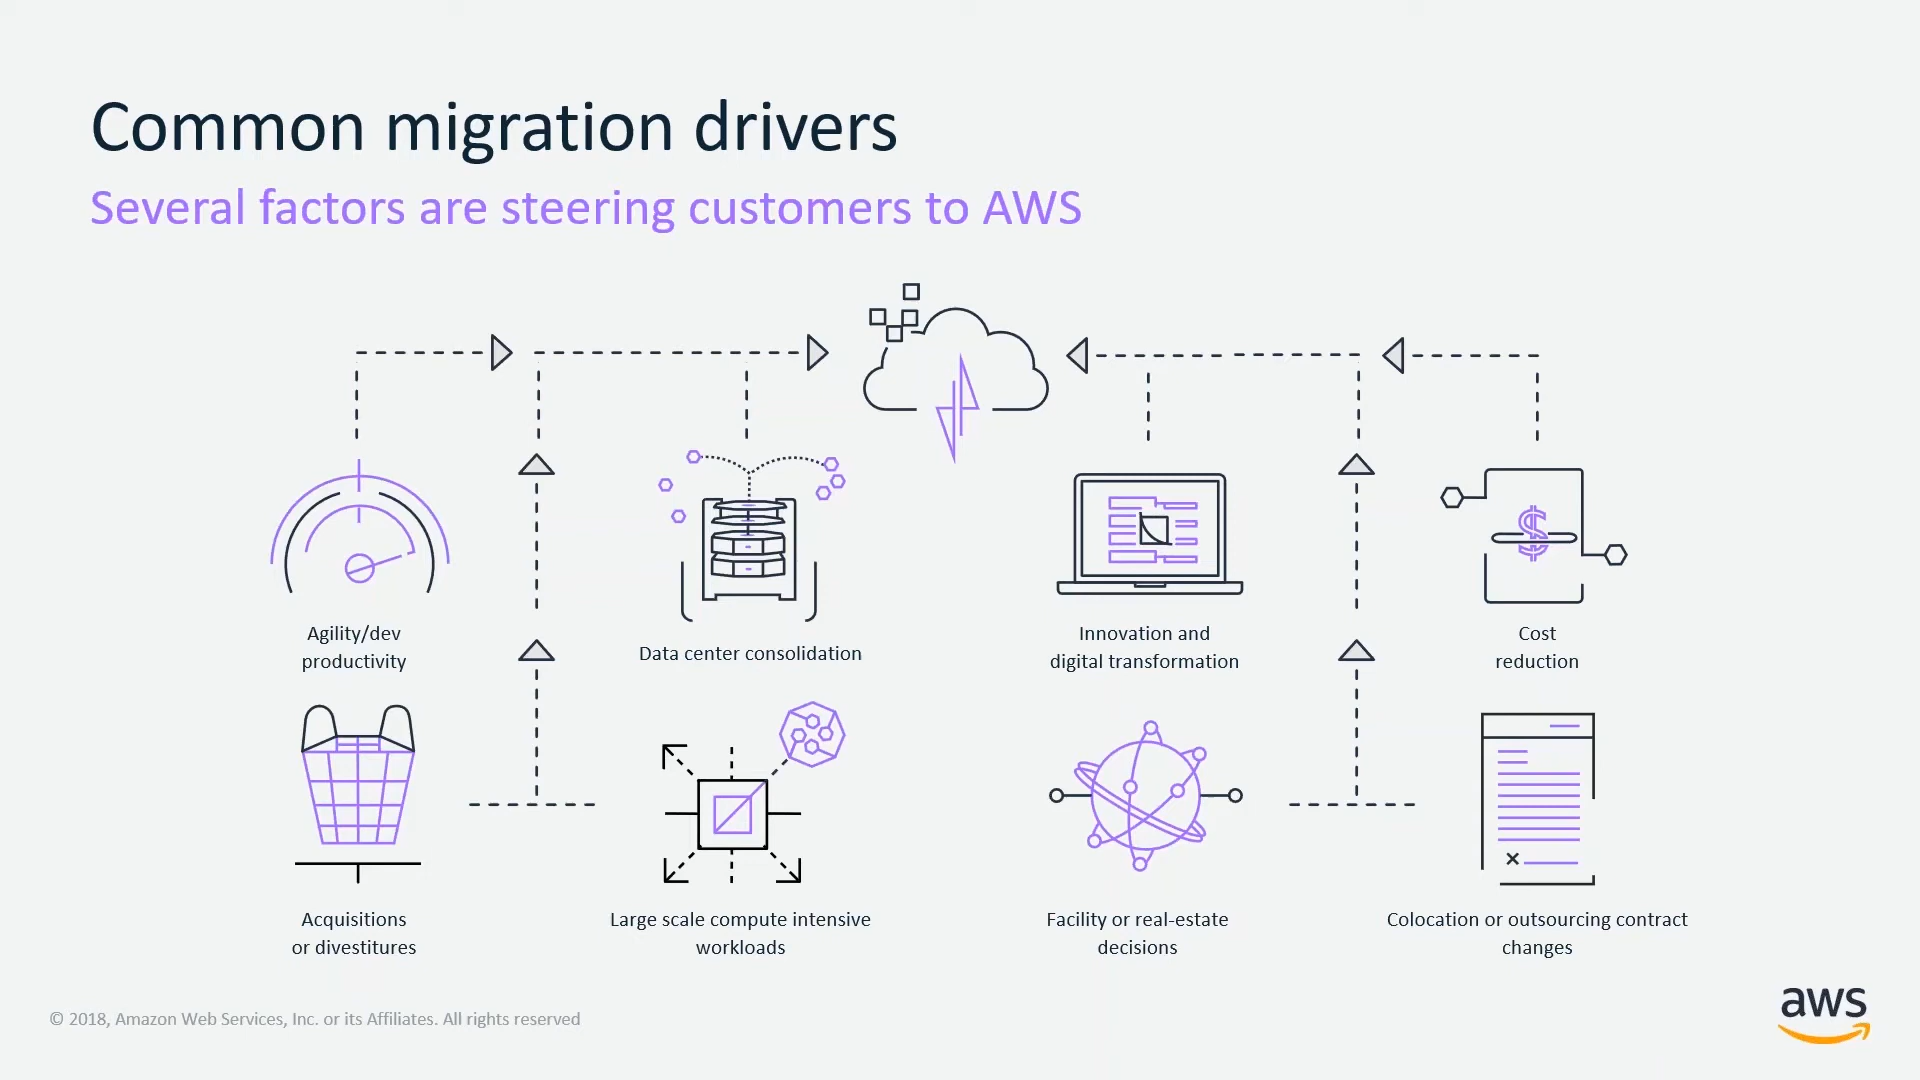 Common migration drivers
Several factors are steering customers to AWS
Agility/dev
productivity
Data center consolidation
Innovation and
digital transformation
$
Cost
reduction
Acquisitions
or divestitures
Large scale compute intensive
workloads
Facility or real-estate
decisions
Colocation or outsourcing contract
changes
© 2018, Amazon Web Services, Inc. or its Affiliates. All rights reserved
aws